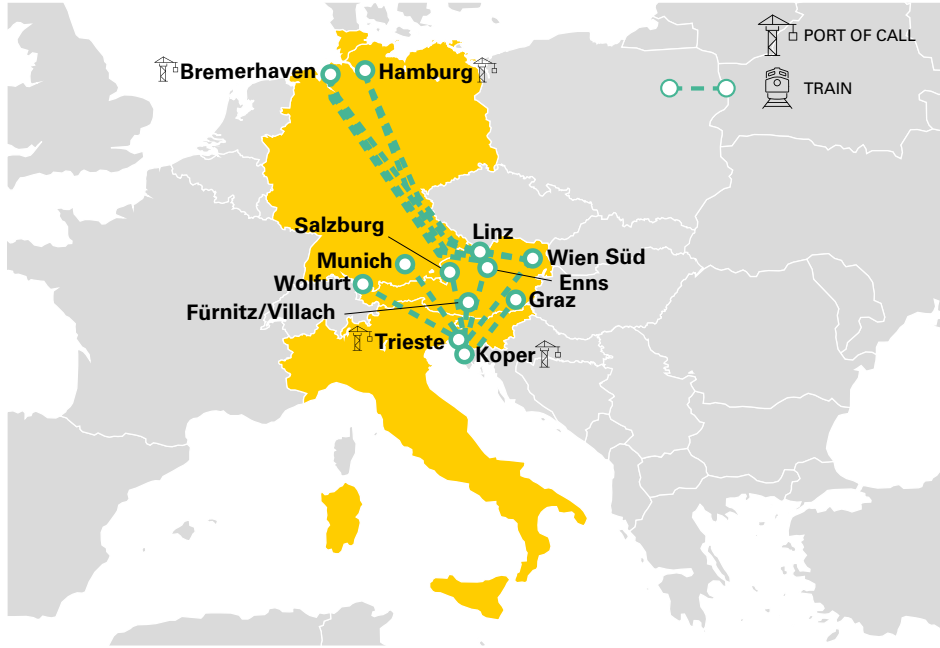 PORT OF CALL
Bremerhaven
Hamburg
TRAIN
Salzburg
Linz
Munich
Wien Süd
Wolfurt
Enns
Fürnitz/Villach
Graz
Trieste
Koper